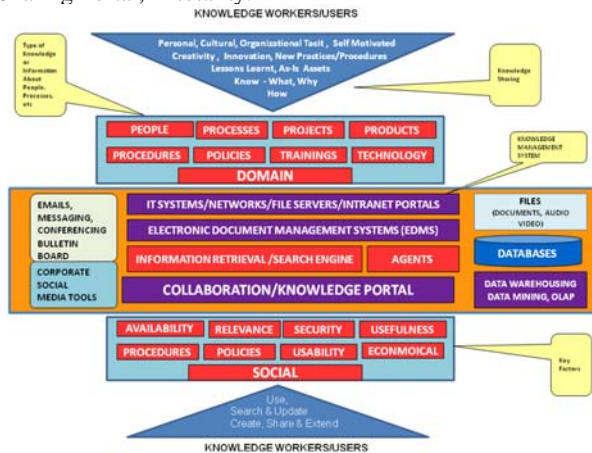 KNOWLEDGE WORKERS/USERS
Type of
Knowledge
or
Information
About
People,
Processes,
etc
Personal, Cultural, Organizational Tacit , Self Motivated
Creativity , Innovation, New Practices/Procedures
Lessons Learnt, As-Is Assets
Know - What, Why
How
Knowledge
Sharing
PEOPLE
PROCESSES
PROJECTS
PRODUCTS
PROCEDURES
POLICIES
TRAININGS
TECHNOLOGY
DOMAIN
KNOWLEDGE
MANAGEMENT
SYSTEM
EMAILS,
MESSAGING,
CONFERENCING
BULLETIN
BOARD
CORPORATE
SOCIAL
MEDIA TOOLS
IT SYSTEMS/NETWORKS/FILE SERVERS/INTRANET PORTALS
ELECTRONIC DOCUMENT MANAGEMENT SYSTEMS (EDMS)
INFORMATION RETRIEVAL /SEARCH ENGINE
AGENTS
COLLABORATION/KNOWLEDGE PORTAL
FILES
(DOCUMENTS, AUDIO
VIDEO)
DATABASES
DATA WAREHOUSING
DATA MINING, OLAP
AVAILABILITY
RELEVANCE
SECURITY
USEFULNESS
PROCEDURES
POLICIES
USABILITY
ECONMOICAL
SOCIAL
Key
Factors
Use,
Search & Update
Create, Share & Extend
KNOWLEDGE WORKERS/USERS